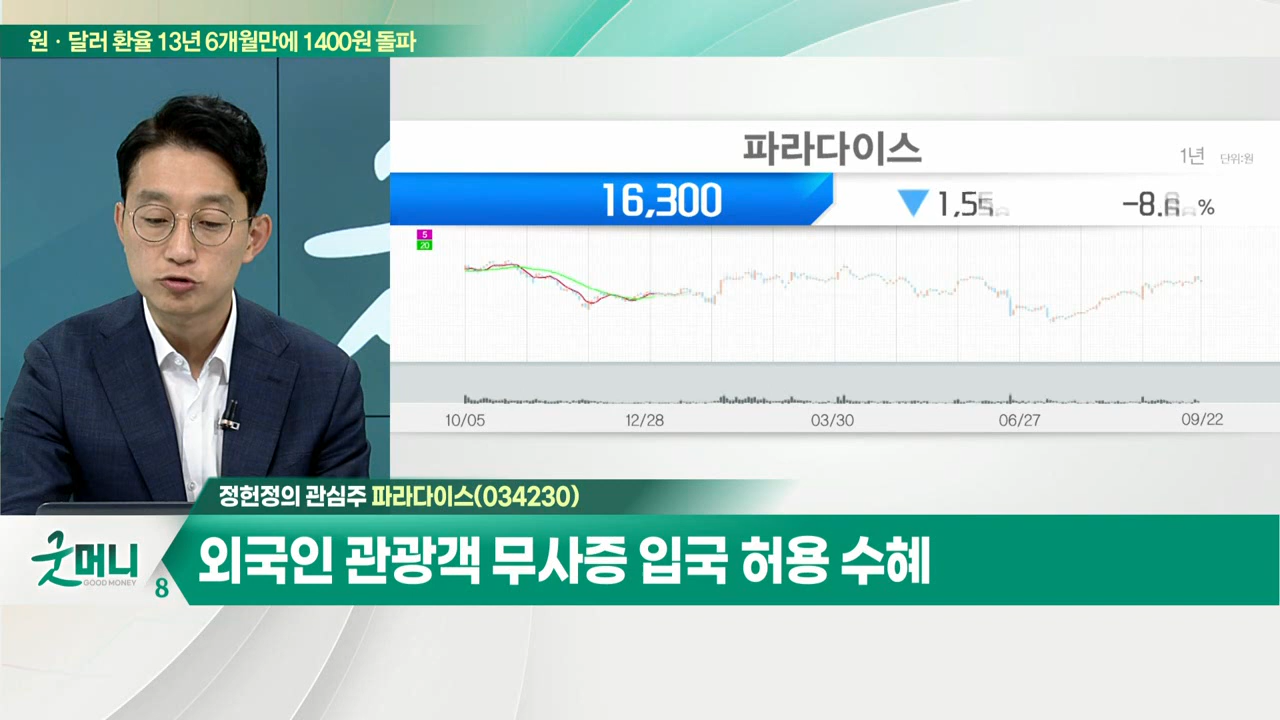 원·달러 환율 13년 6개월만에 1400원 돌파
파라다이스
1년 단위:원
16,300
%
5
20
10/05 12/28 03/30 06/27 09/22
정헌정의 관심주 파라다이스(034230)
굿머니
GOOD MONEY
8
외국인 관광객 무사증 입국 허용 수혜